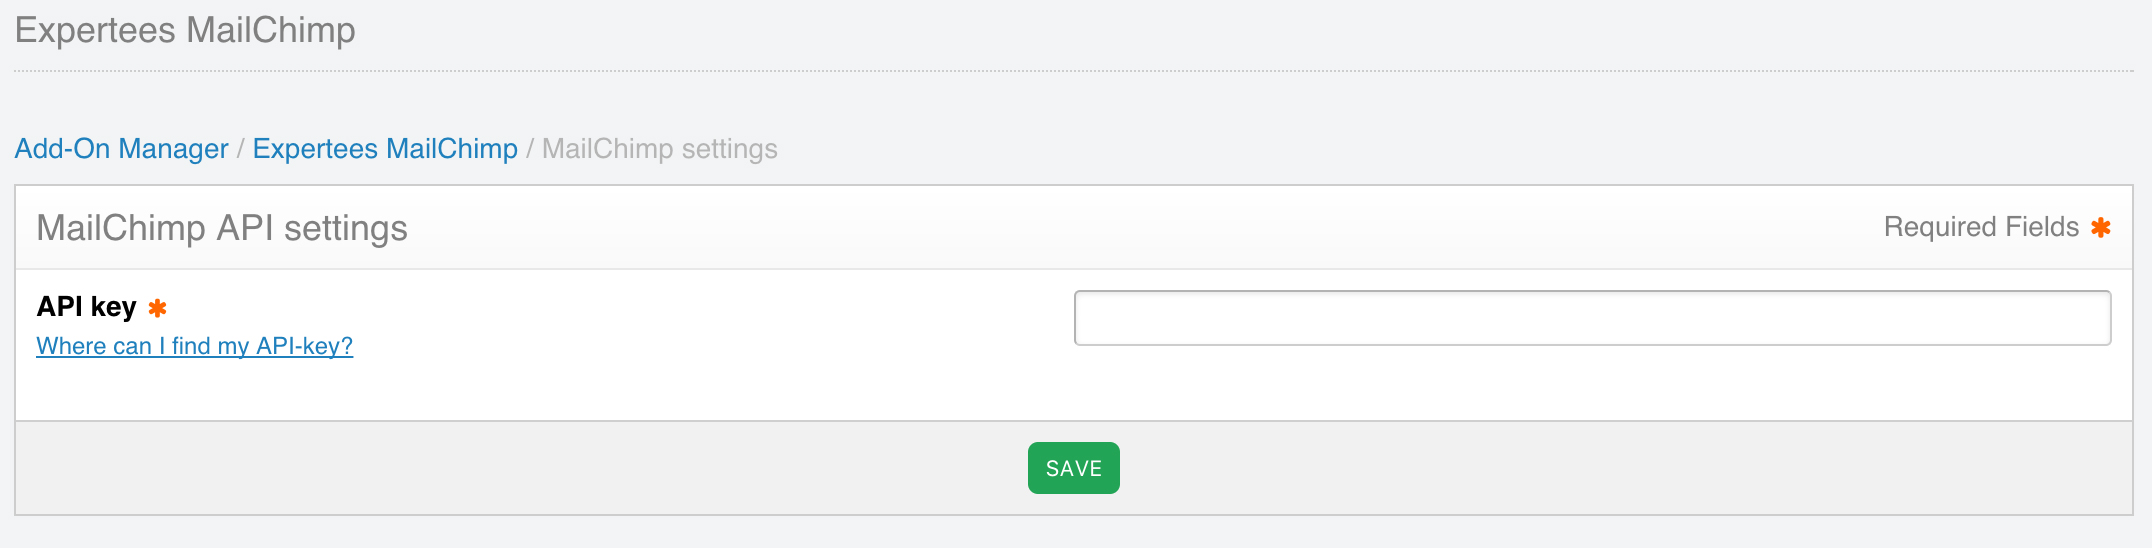 Expertees MailChimp
Add-On Manager / Expertees MailChimp / MailChimp settings
MailChimp API settings
Required Fields *
API key *
Where can I find my API-key?
SAVE